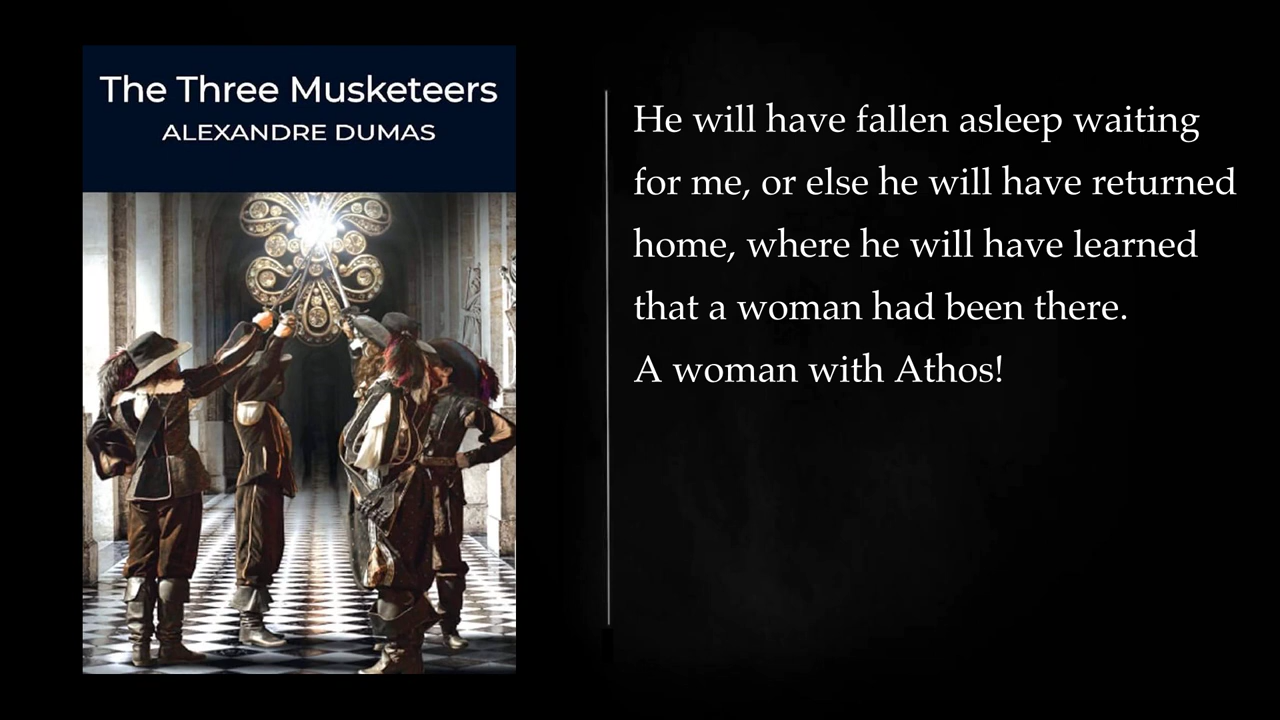 The Three Musketeers
ALEXANDRE DUMAS
He will have fallen asleep waiting
for me, or else he will have returned
home, where he will have learned
that a woman had been there.
A woman with Athos!